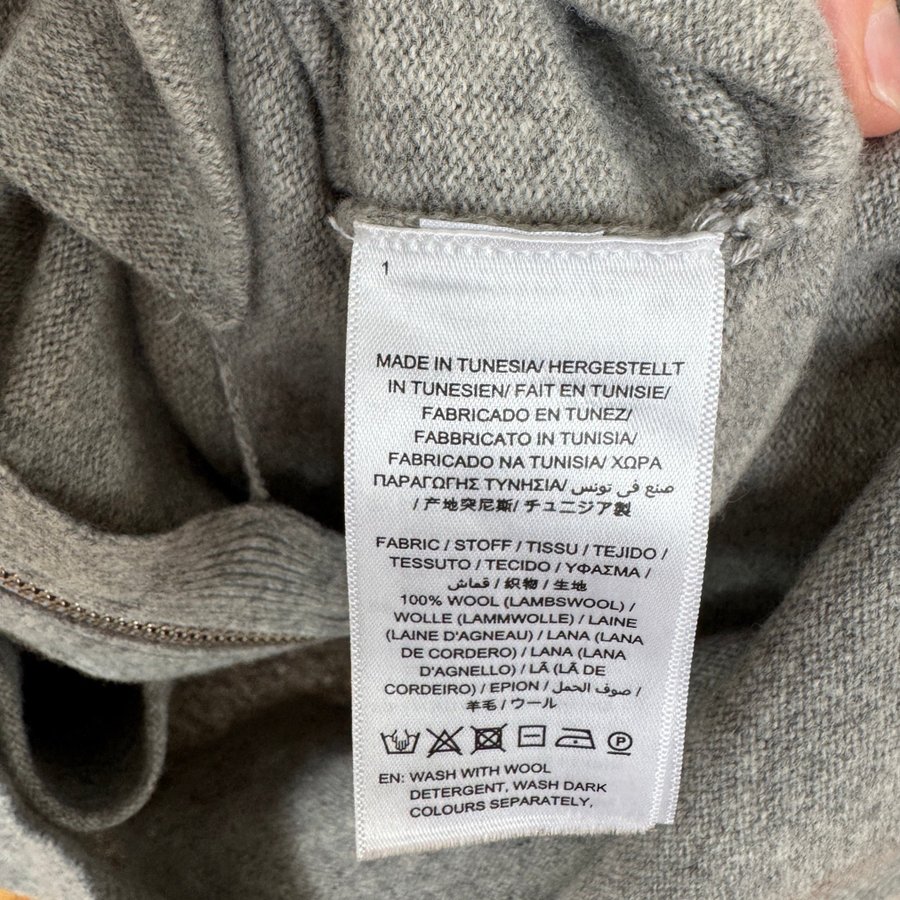 1
MADE IN TUNESIA/ HERGESTELLT
IN TUNESIEN/ FAIT EN TUNISIE/
FABRICADO EN TUNEZ/
FABBRICATO IN TUNISIA/
FABRICADO NA TUNISIA/ ΧΩΡΑ
ΠΑΡΑΓΩΓΗΣ ΤΥΝΗΣΙΑ/ صنع في تونس
/ 产地突尼斯/ チュニジア製
FABRIC / STOFF / TISSU / TEJIDO /
TESSUTO / TECIDO / ΥΦΑΣΜΑ /
قماش / 织物 / 生地
100% WOOL (LAMBSWOOL) /
WOLLE (LAMMWOLLE) / LAINE
(LAINE D'AGNEAU) / LANA (LANA
DE CORDERO) / LANA (LANA
D'AGNELLO) / LÃ (LÃ DE
CORDEIRO) / ΕΡΙΟΝ / صوف الحمل /
羊毛 / ウール
P
EN: WASH WITH WOOL
DETERGENT, WASH DARK
COLOURS SEPARATELY,